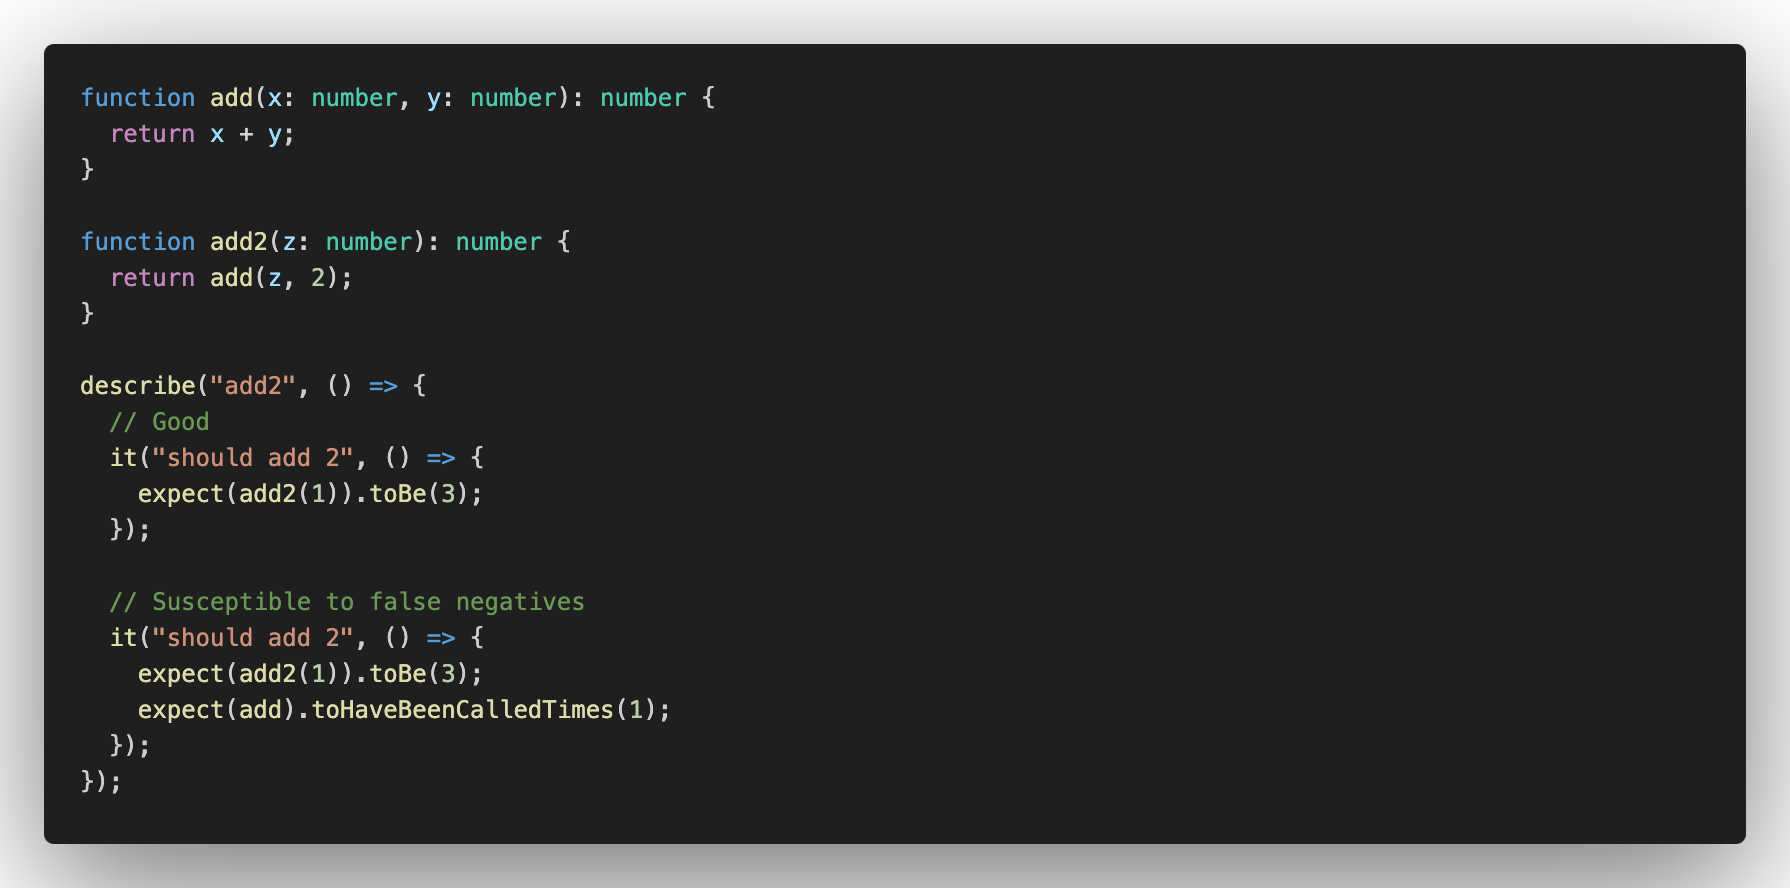 function add(x: number, y: number): number {
  return x + y;
}

function add2(z: number): number {
  return add(z, 2);
}

describe("add2", () => {
  // Good
  it("should add 2", () => {
    expect(add2(1)).toBe(3);
  });

  // Susceptible to false negatives
  it("should add 2", () => {
    expect(add2(1)).toBe(3);
    expect(add).toHaveBeenCalledTimes(1);
  });
});